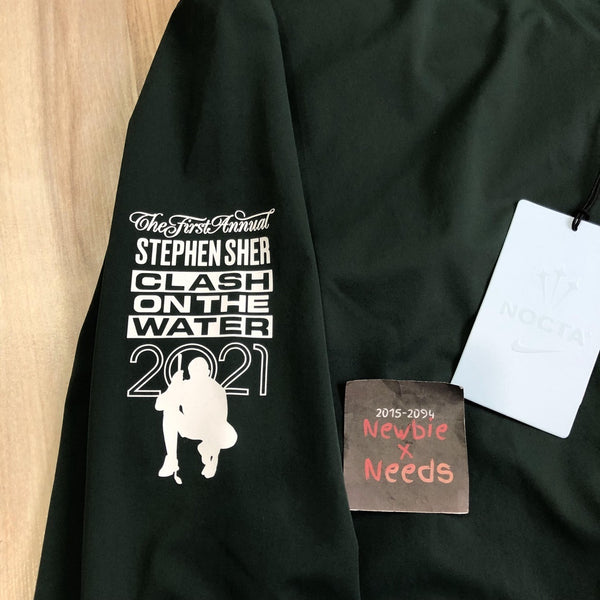 The First Annual
STEPHEN SHER
CLASH
ON THE
WATER
2021
NOCTA
2015-2094
Newbie
x
Needs